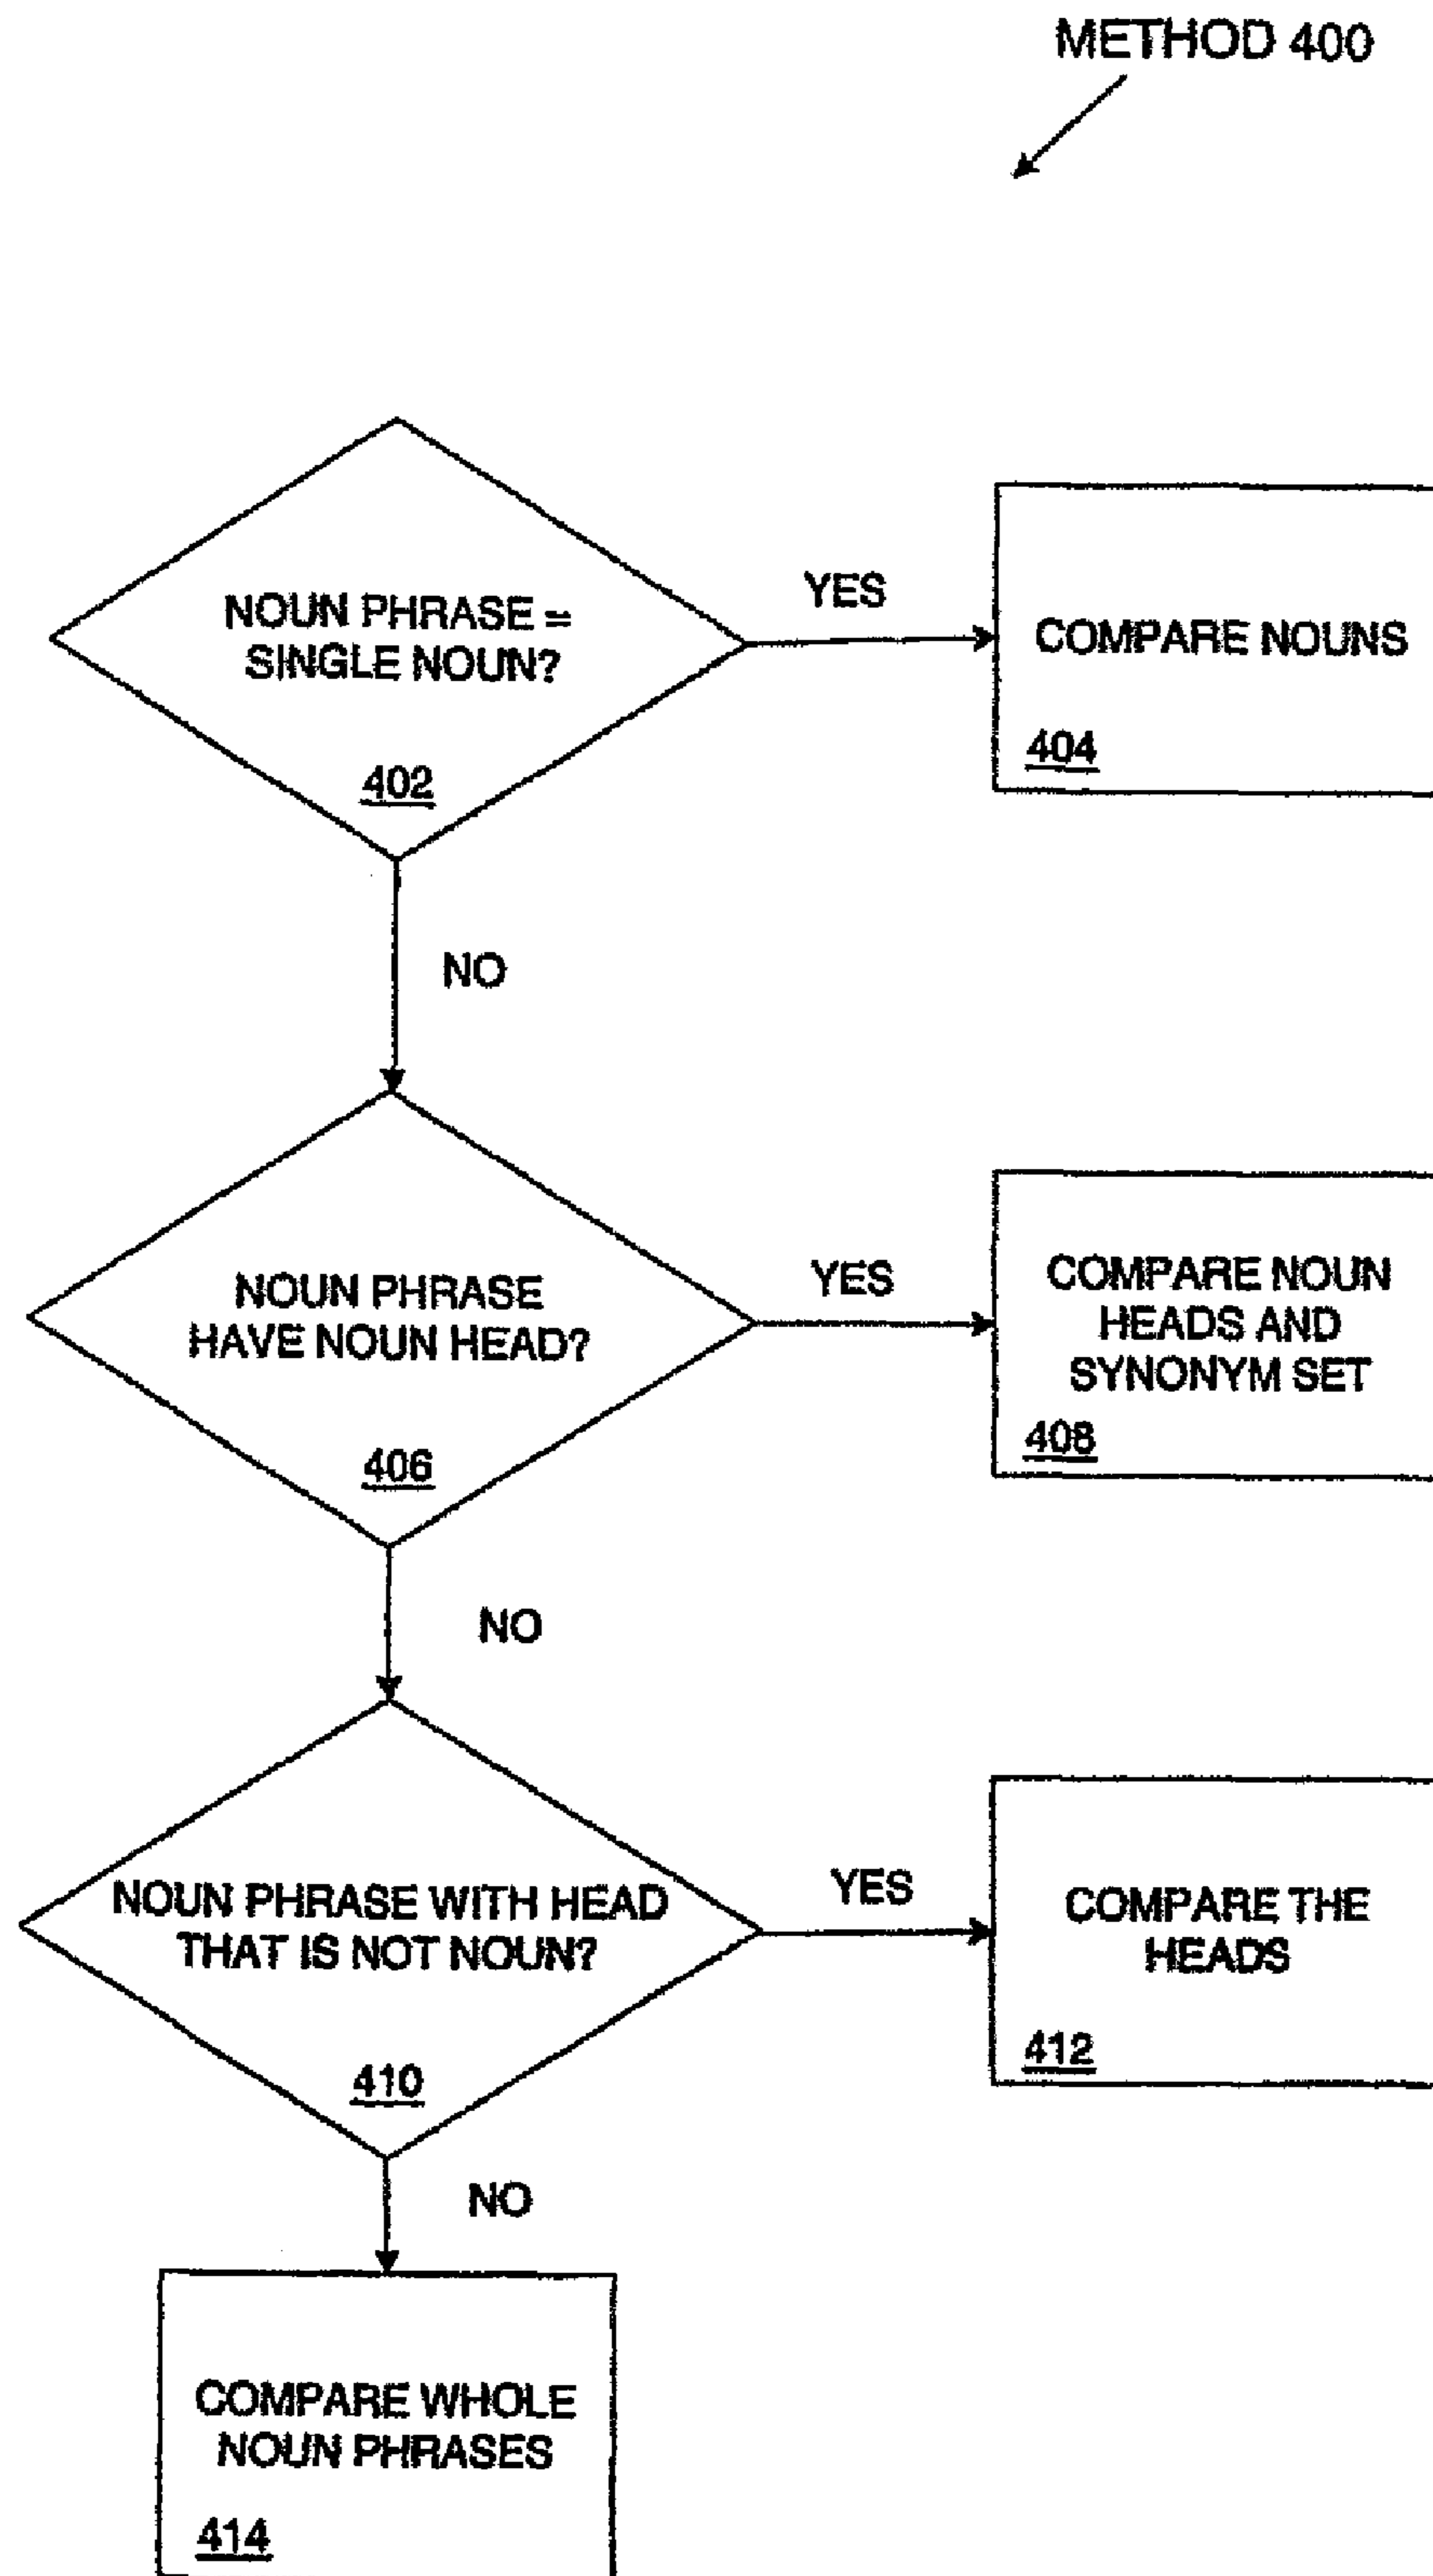 METHOD 400
NOUN PHRASE =
SINGLE NOUN?
402
YES
COMPARE NOUNS
404
NO
NOUN PHRASE
HAVE NOUN HEAD?
406
YES
COMPARE NOUN
HEADS AND
SYNONYM SET
408
NO
NOUN PHRASE WITH HEAD
THAT IS NOT NOUN?
410
YES
COMPARE THE
HEADS
412
NO
COMPARE WHOLE
NOUN PHRASES
414